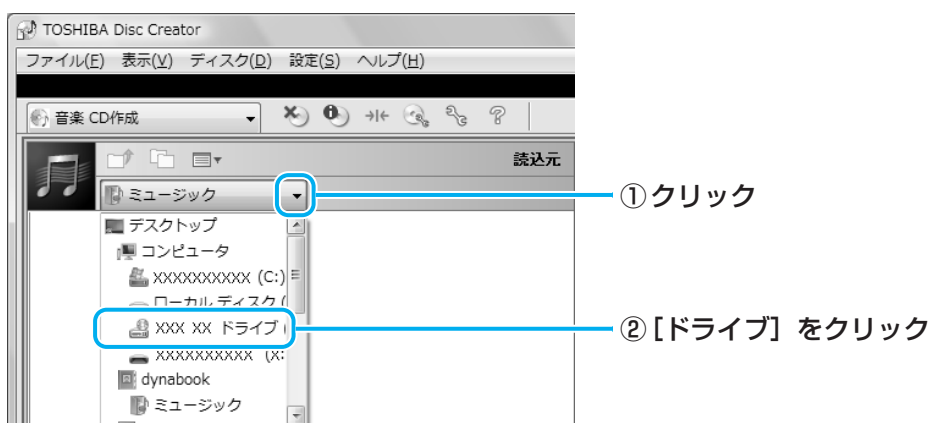 TOSHIBA Disc Creator
ファイル(F) 表示(V) ディスク(D) 設定(S) ヘルプ(H)
音楽 CD作成
読込元
ミュージック
①クリック
デスクトップ
コンピュータ
XXXXXXXXXX (C:)
ローカル ディスク (
XXX XX ドライブ (
②[ドライブ] をクリック
XXXXXXXXXX (X:
dynabook
ミュージック